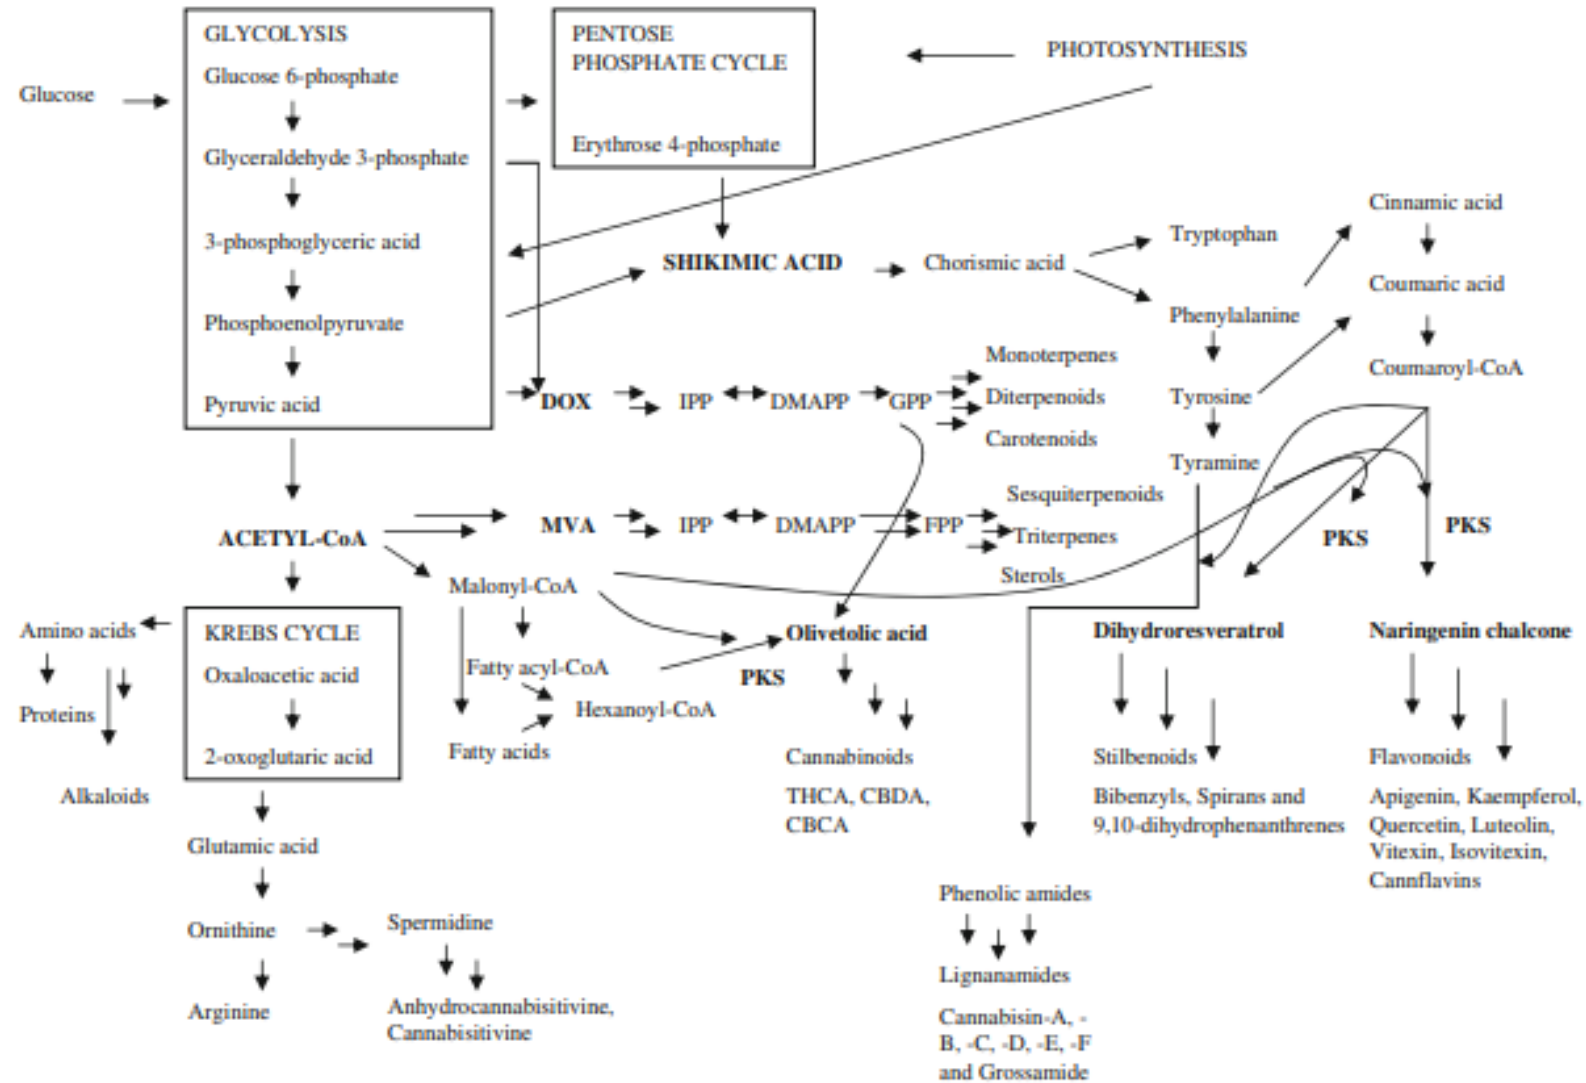 GLYCOLYSIS
Glucose 6-phosphate
Glucose
Glyceraldehyde 3-phosphate
3-phosphoglyceric acid
Phosphoenolpyruvate
Pyruvic acid
PENTOSE
PHOSPHATE CYCLE
Erythrose 4-phosphate
PHOTOSYNTHESIS
SHIKIMIC ACID
Chorismic acid
Tryptophan
Phenylalanine
Tyrosine
Tyramine
Cinnamic acid
Coumaric acid
Coumaroyl-CoA
DOX
IPP
DMAPP
GPP
Monoterpenes
Diterpenoids
Carotenoids
ACETYL-CoA
MVA
IPP
DMAPP
FPP
Sesquiterpenoids
Triterpenes
Sterols
PKS
PKS
Malonyl-CoA
Fatty acyl-CoA
Hexanoyl-CoA
Fatty acids
PKS
Olivetolic acid
Cannabinoids
THCA, CBDA,
CBCA
Dihydroresveratrol
Stilbenoids
Bibenzyls, Spirans and
9,10-dihydrophenanthrenes
Naringenin chalcone
Flavonoids
Apigenin, Kaempferol,
Quercetin, Luteolin,
Vitexin, Isovitexin,
Cannflavins
Amino acids
Proteins
Alkaloids
KREBS CYCLE
Oxaloacetic acid
2-oxoglutaric acid
Glutamic acid
Ornithine
Arginine
Spermidine
Anhydrocannabisitivine,
Cannabisitivine
Phenolic amides
Lignanamides
Cannabisin-A, -
B, -C, -D, -E, -F
and Grossamide